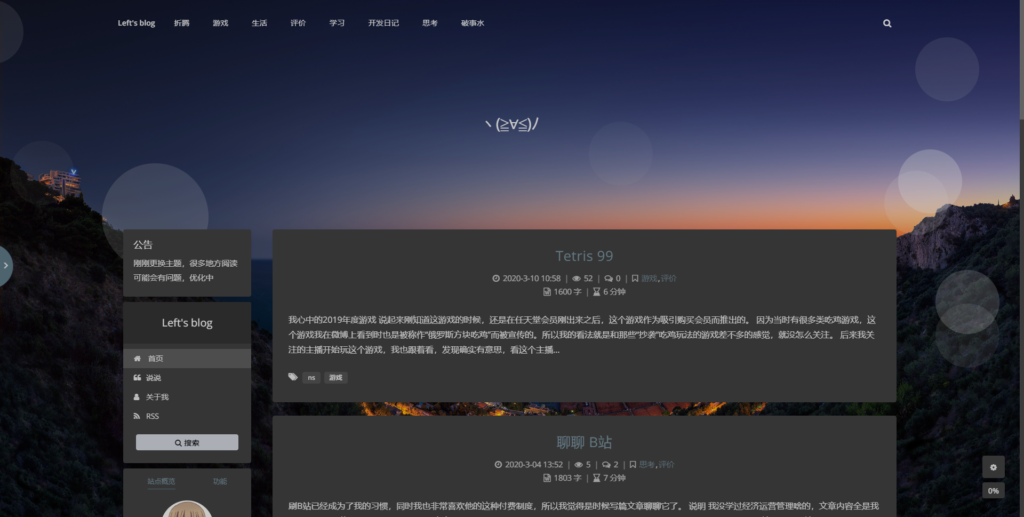 Left's blog 折腾 游戏 生活 评价 学习 开发日记 思考 破事水
ヽ(≧∀≦)ﾉ
公告
刚刚更换主题，很多地方阅读
可能会有问题，优化中
Left's blog
首页
说说
关于我
RSS
搜索
站点概览 功能
Tetris 99
2020-3-10 10:58 | 52 | 0 | 游戏,评价
1600 字 | 6 分钟
我心中的2019年度游戏 说起来刚知道这游戏的时候，还是在任天堂会员刚出来之后，这个游戏作为吸引购买会员而推出的。 因为当时有很多类吃鸡游戏，这
个游戏我在微博上看到时也是被称作“俄罗斯方块吃鸡”而被宣传的。所以我的看法就是和那些“抄袭”吃鸡玩法的游戏差不多的感觉，就没怎么关注。 后来我关
注的主播开始玩这个游戏，我也跟着看，发现确实有意思，看这个主播...
ns 游戏
聊聊 B站
2020-3-04 13:52 | 5 | 2 | 思考,评价
1803 字 | 7 分钟
刷B站已经成为了我的习惯，同时我也非常喜欢他的这种付费制度，所以我觉得是时候写篇文章聊聊它了。 说明 我没学过经济运营管理啥的，文章内容全是我
0%